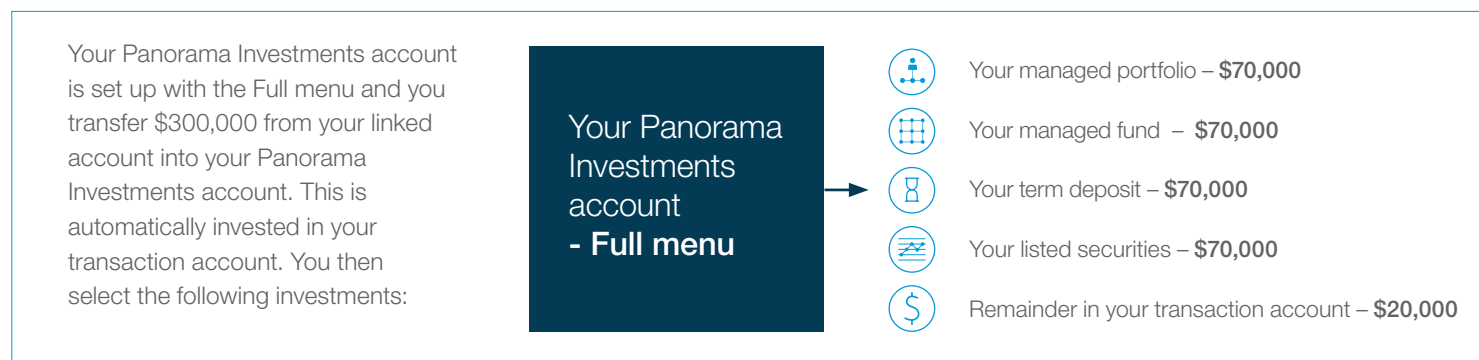 Your Panorama Investments account
is set up with the Full menu and you
transfer $300,000 from your linked
account into your Panorama
Investments account. This is
automatically invested in your
transaction account. You then
select the following investments:
Your Panorama
Investments
account
- Full menu
Your managed portfolio – $70,000
Your managed fund – $70,000
Your term deposit – $70,000
Your listed securities – $70,000
$
Remainder in your transaction account – $20,000